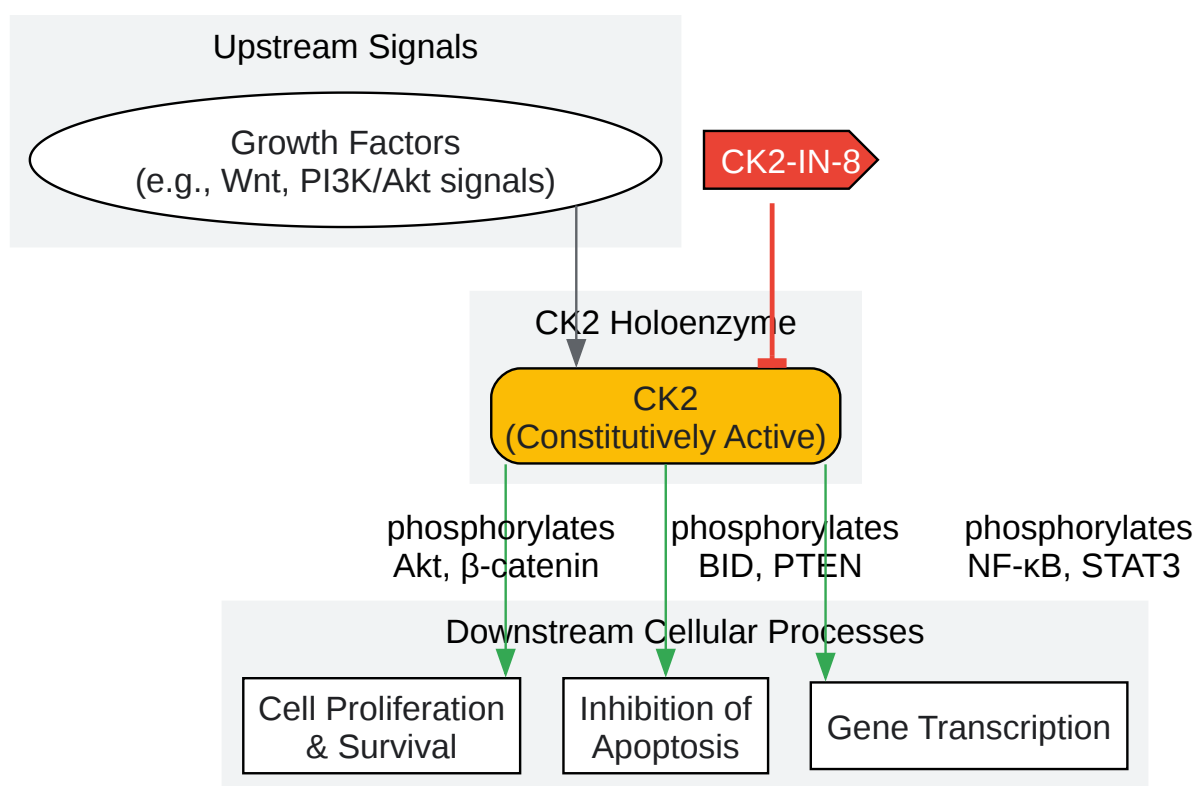 Upstream Signals
Growth Factors
(e.g., Wnt, PI3K/Akt signals)
CK2-IN-8
CK2 Holoenzyme
CK2
(Constitutively Active)
phosphorylates
Akt, β-catenin
phosphorylates
BID, PTEN
phosphorylates
NF-κB, STAT3
Downstream Cellular Processes
Cell Proliferation
& Survival
Inhibition of
Apoptosis
Gene Transcription